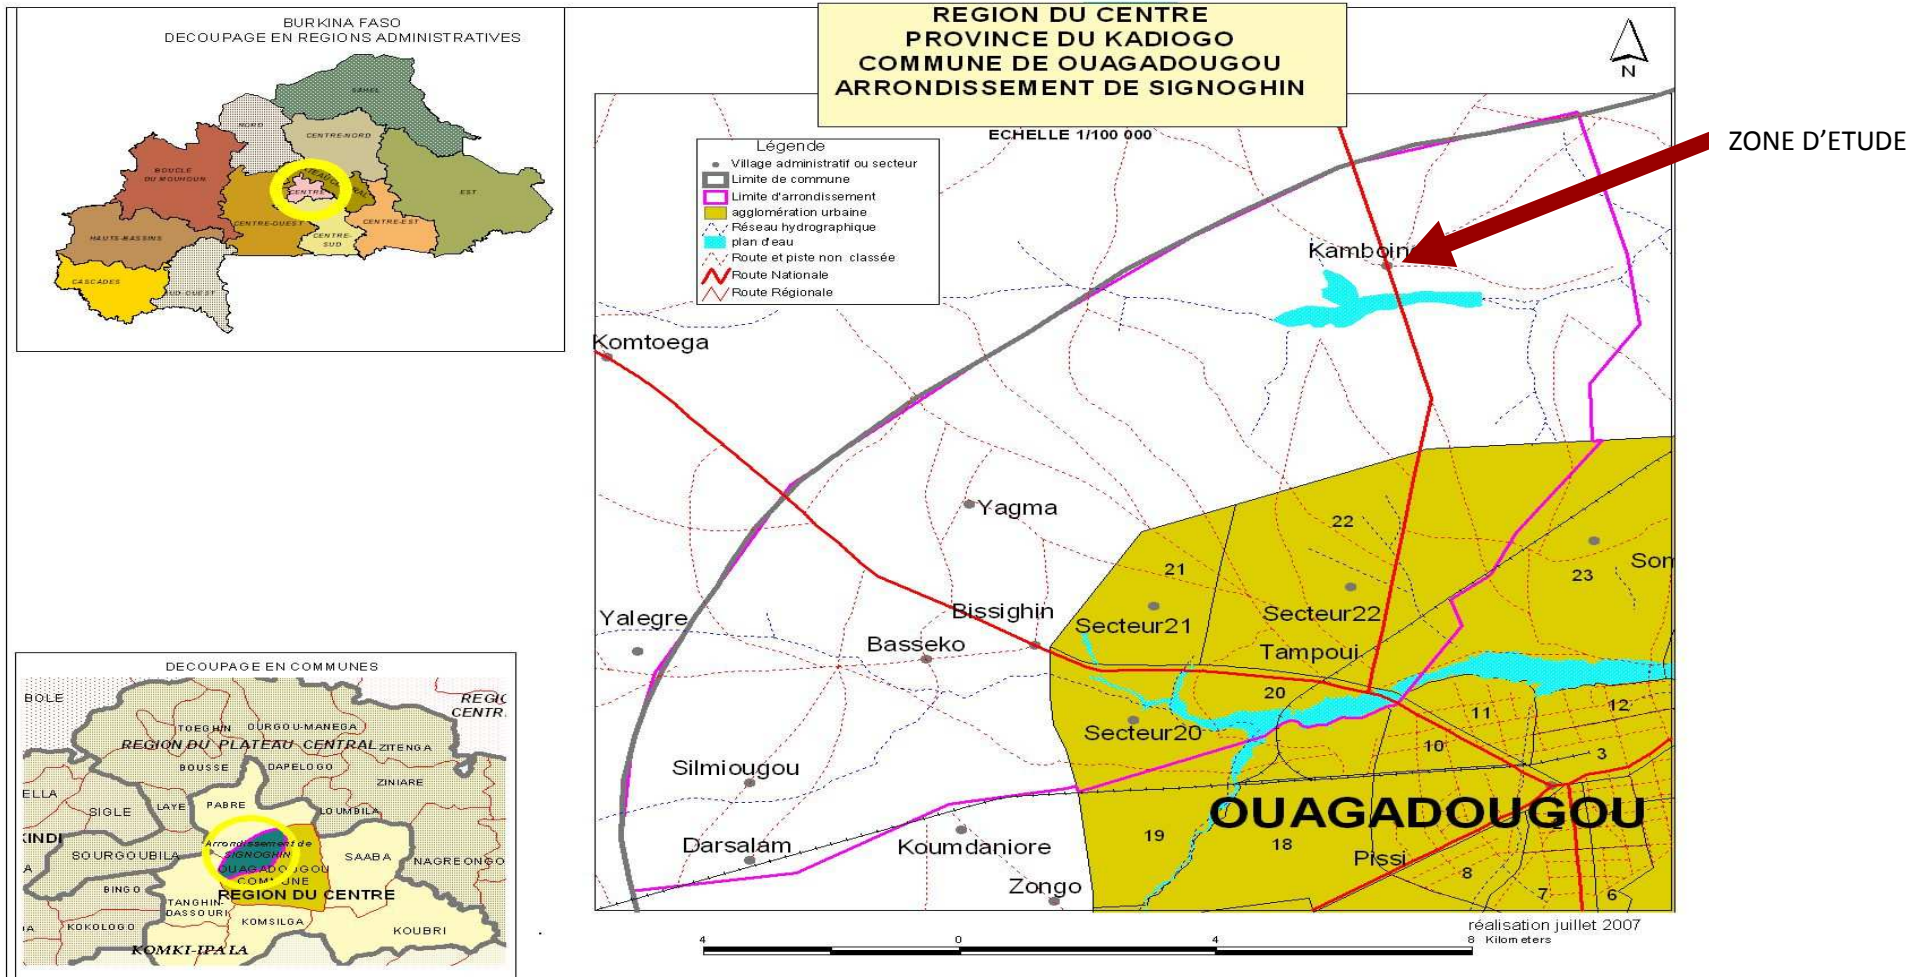 BURKINA FASO
DECOUPAGE EN REGIONS ADMINISTRATIVES
SAHEL
NORD
CENTRE-NORD
BOUCLE
DU MOUHOUN
EST
CENTRE
CENTRE-OUEST
CENTRE-EST
CENTRE-
SUD
HAUTS-BASSINS
CASCADES
SUD-OUEST
REGION DU CENTRE
PROVINCE DU KADIOGO
COMMUNE DE OUAGADOUGOU
ARRONDISSEMENT DE SIGNOGHIN
N
ECHELLE 1/100 000
ZONE D'ETUDE
Légende
Village administratif ou secteur
Limite de commune
Limite d'arrondissement
agglomération urbaine
Réseau hydrographique
plan d'eau
Route et piste non classée
Route Nationale
Route Régionale
Kamboin
Komtoega
Yagma
22
21
23
Som
Yalegre
Bissighin
Secteur21
Secteur22
Basseko
Tampoui
20
11
12
Secteur20
10
3
Silmiougou
OUAGADOUGOU
19
18
Darsalam
Koumdaniore
Pissi
8
7
6
Zongo
réalisation juillet 2007
4 0 4 8 Kilometers
DECOUPAGE EN COMMUNES
BOLE
REGIO
CENTR
TOEGHIN
OURGOU-MANEGA
REGION DU PLATEAU CENTRAL
ZITENGA
BOUSSE
DAPELOGO
ZINIARE
ELLA
SIGLE
LAYE
PABRE
LOUMBILA
KINDI
Arrondissement de
SIGNOGHIN
SOURGOUBILA
SAABA
NAGREONGO
OUAGADOUGOU
COMMUNE
BINGO
REGION DU CENTRE
TANGHIN-
DASSOURI
KOMSILGA
KOKOLOGO
KOUBRI
KOMKI-IPALA